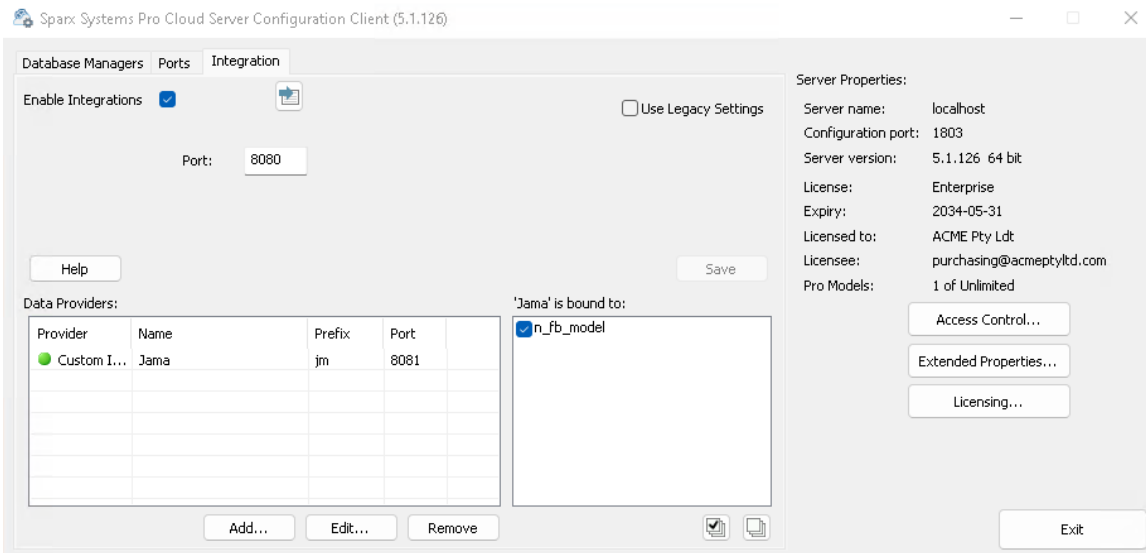 Sparx Systems Pro Cloud Server Configuration Client (5.1.126)
Database Managers Ports Integration
Enable Integrations
Use Legacy Settings
Port: 8080
Help
Save
Data Providers:
Provider Name Prefix Port
Custom I... Jama jm 8081
Add... Edit... Remove
'Jama' is bound to:
n_fb_model
Server Properties:
Server name: localhost
Configuration port: 1803
Server version: 5.1.126 64 bit
License: Enterprise
Expiry: 2034-05-31
Licensed to: ACME Pty Ldt
Licensee: purchasing@acmeptyltd.com
Pro Models: 1 of Unlimited
Access Control...
Extended Properties...
Licensing...
Exit